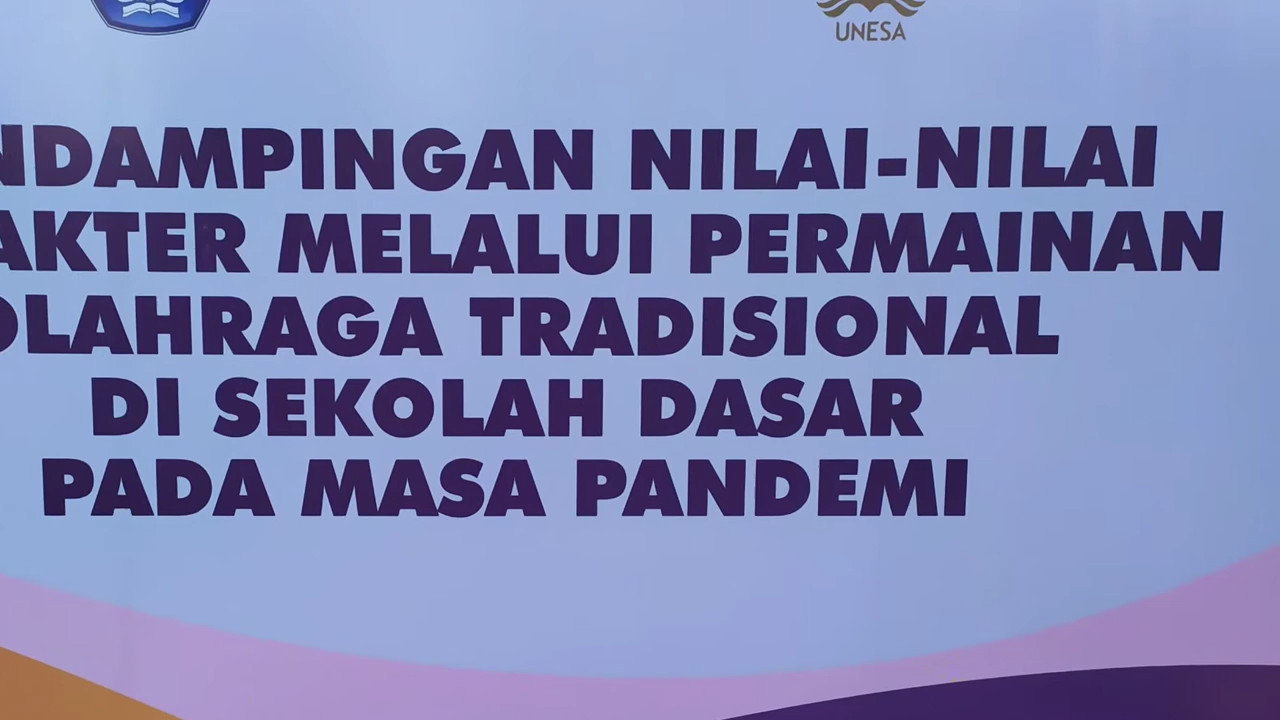 UNESA
NDAMPINGAN NILAI-NILAI
AKTER MELALUI PERMAINAN
OLAHRAGA TRADISIONAL
DI SEKOLAH DASAR
PADA MASA PANDEMI